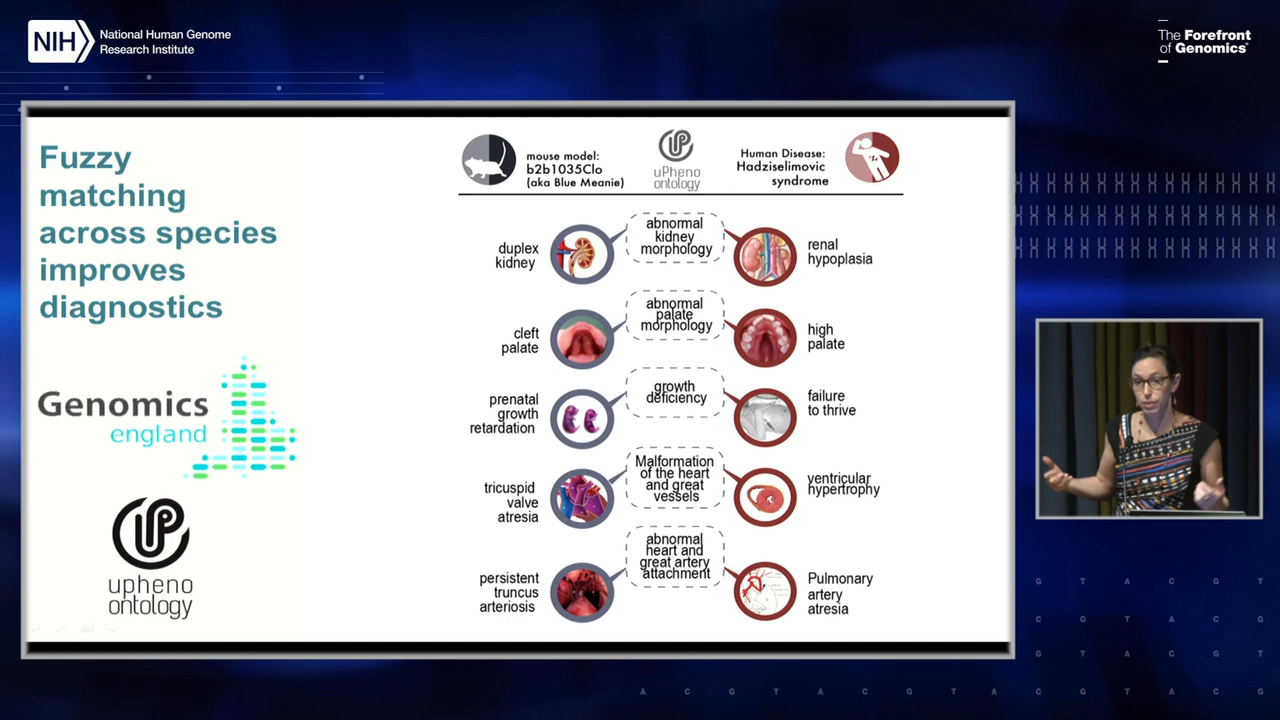 NIH
National Human Genome
Research Institute
The Forefront
of Genomics®
Fuzzy
matching
across species
improves
diagnostics
Genomics
england
upheno
ontology
mouse model:
b2b1035Clo
(aka Blue Meanie)
uPheno
ontology
Human Disease:
Hadziselimovic
syndrome
duplex
kidney
abnormal
kidney
morphology
renal
hypoplasia
cleft
palate
abnormal
palate
morphology
high
palate
prenatal
growth
retardation
growth
deficiency
failure
to thrive
tricuspid
valve
atresia
Malformation
of the heart
and great
vessels
ventricular
hypertrophy
persistent
truncus
arteriosis
abnormal
heart and
great artery
attachment
Pulmonary
artery
atresia
G T A C G T
C G T A C G
G T A C G T
A C G T A C G T A C G T A C G